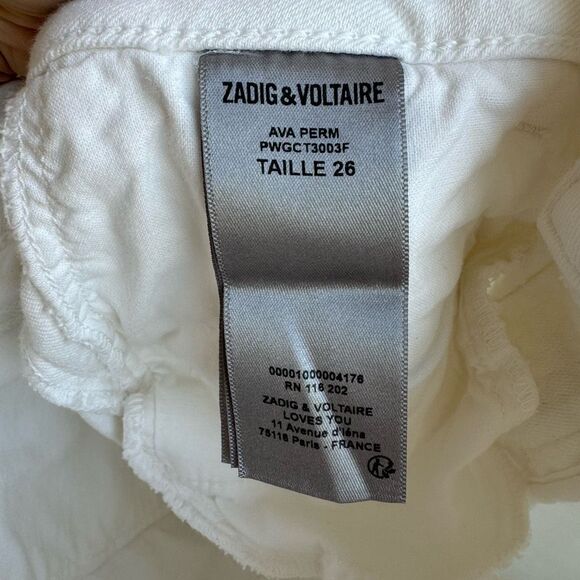 ZADIG&VOLTAIRE
AVA PERM
PWGCT3003F
TAILLE 26
00001000004176
RN 116 202
ZADIG & VOLTAIRE
LOVES YOU
11 Avenue d'Iéna
75116 Paris - FRANCE